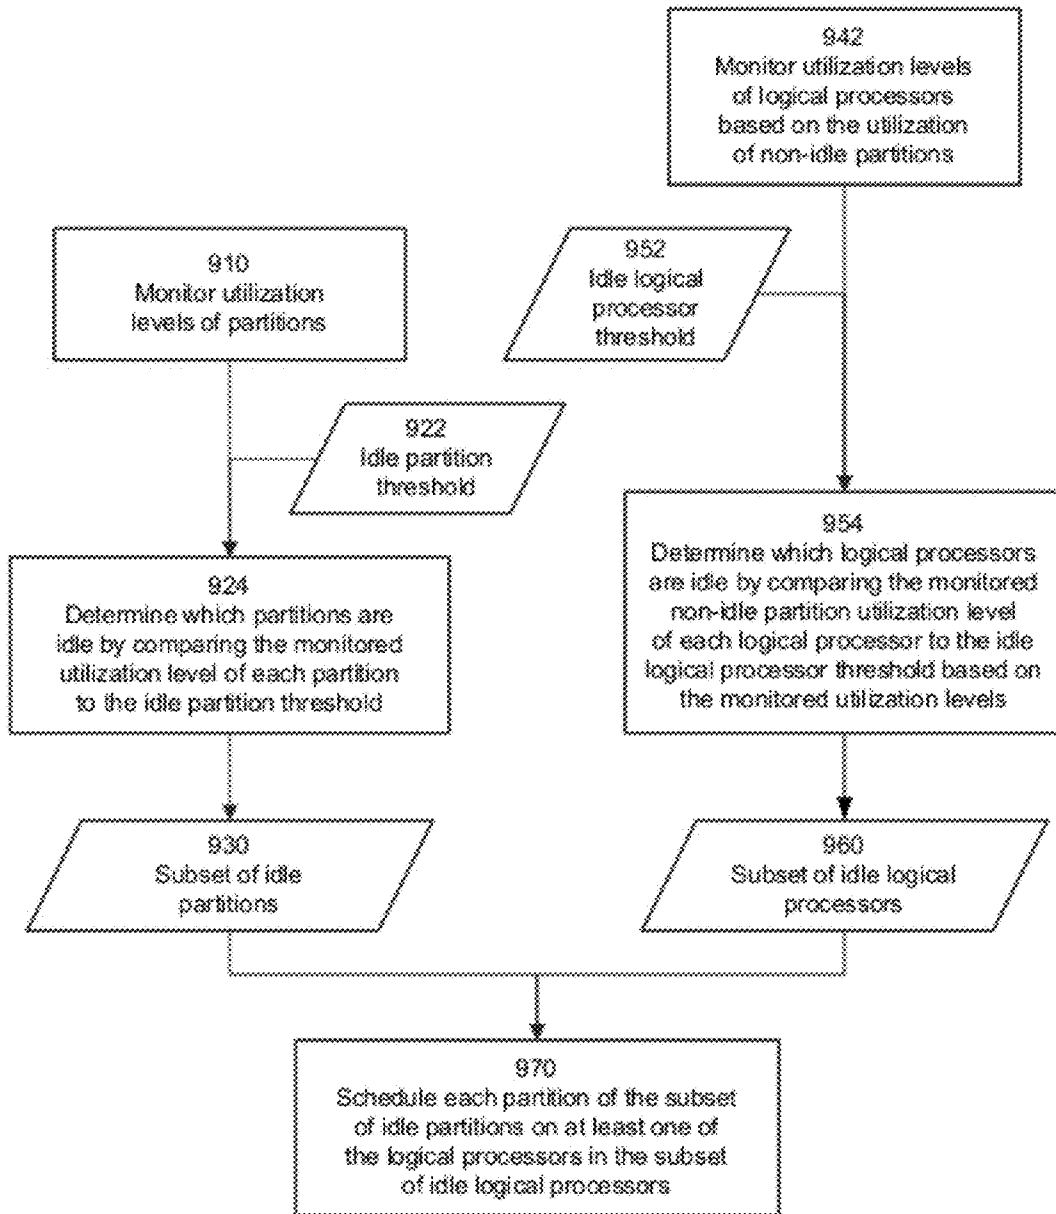 942
Monitor utilization levels
of logical processors
based on the utilization
of non-idle partitions
910
Monitor utilization
levels of partitions
952
Idle logical
processor
threshold
922
Idle partition
threshold
924
Determine which partitions are
idle by comparing the monitored
utilization level of each partition
to the idle partition threshold
954
Determine which logical processors
are idle by comparing the monitored
non-idle partition utilization level
of each logical processor to the idle
logical processor threshold based on
the monitored utilization levels
930
Subset of idle
partitions
960
Subset of idle logical
processors
970
Schedule each partition of the subset
of idle partitions on at least one of
the logical processors in the subset
of idle logical processors